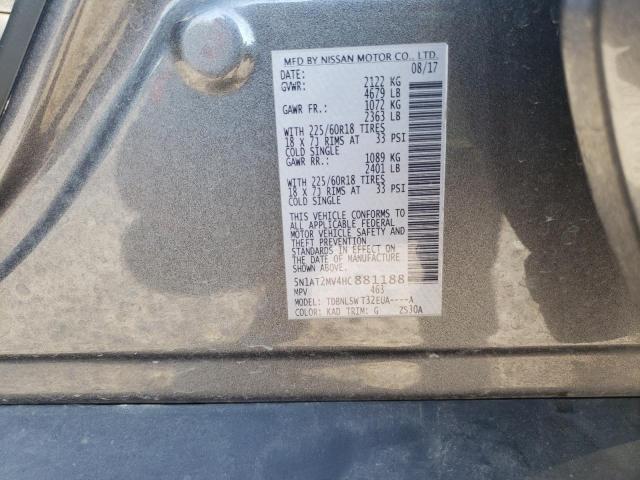 MFD BY NISSAN MOTOR CO., LTD.
DATE: 08/17
GVWR: 2122 KG
4679 LB
GAWR FR.: 1072 KG
2363 LB
WITH 225/60R18 TIRES
18 X 7J RIMS AT 33 PSI
COLD SINGLE
GAWR RR.: 1089 KG
2401 LB
WITH 225/60R18 TIRES
18 X 7J RIMS AT 33 PSI
COLD SINGLE
THIS VEHICLE CONFORMS TO
ALL APPLICABLE FEDERAL
MOTOR VEHICLE SAFETY AND
THEFT PREVENTION
STANDARDS IN EFFECT ON
THE DATE OF MANUFACTURE
SHOWN ABOVE.
5N1AT2MV4HC881188
MPV 463
MODEL: TDBNLSW T32EUA----A
COLOR: KAD TRIM: G ZS30A